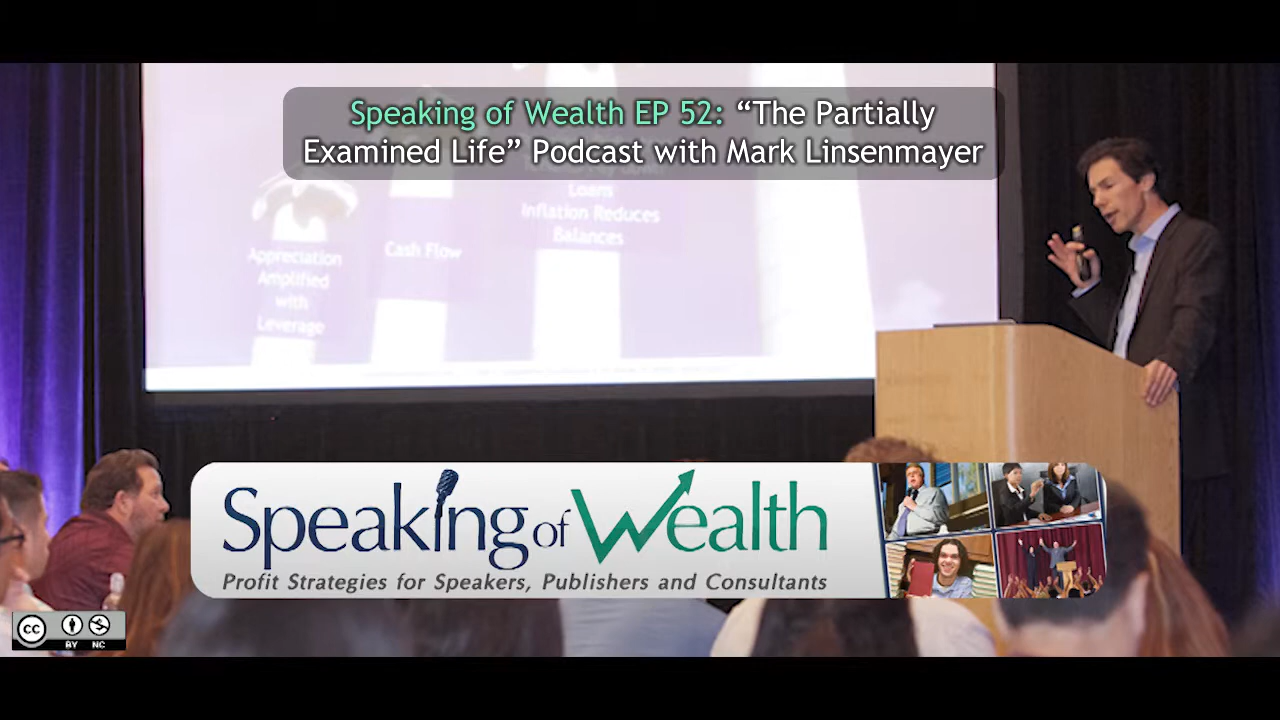 Speaking of Wealth EP 52: “The Partially
Examined Life” Podcast with Mark Linsenmayer
Loans
Inflation Reduces
Balances
Cash Flow
Appreciation
Amplified
with
Leverage
Speaking of Wealth
Profit Strategies for Speakers, Publishers and Consultants
cc
BY NC